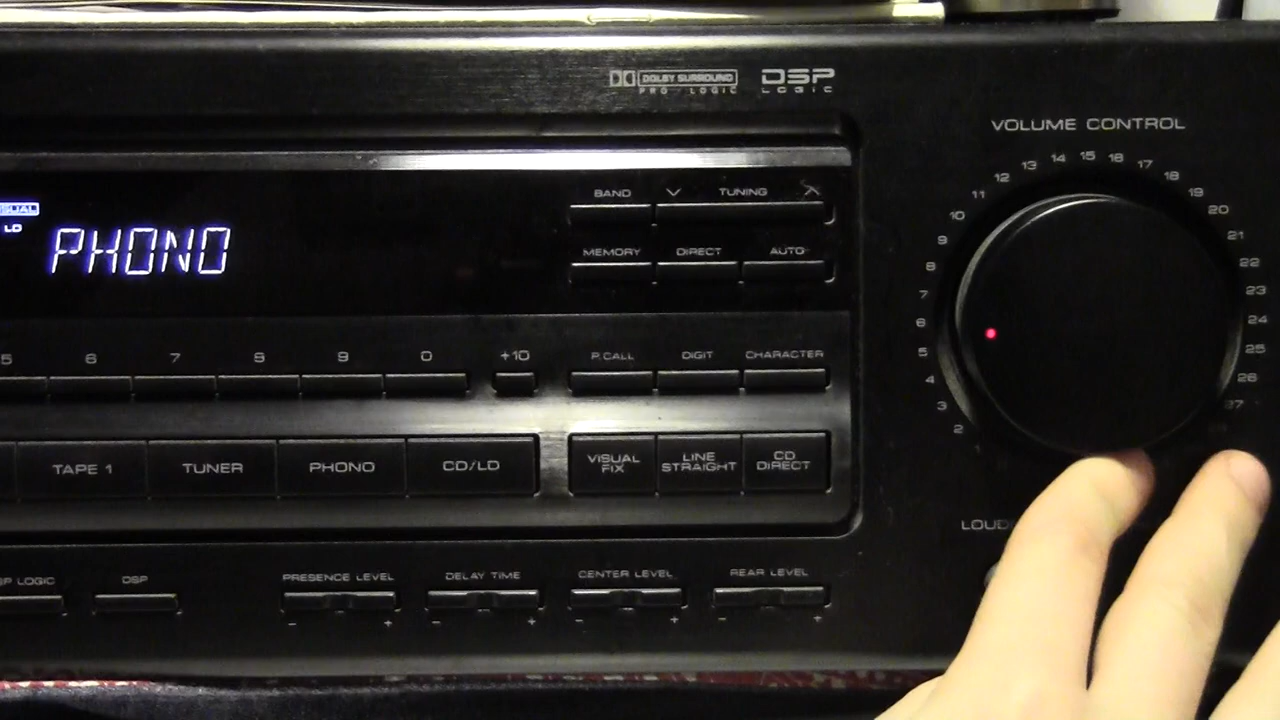 DOLBY SURROUND
PRO LOGIC
DSP
LOGIC
VOLUME CONTROL
2 3 4 5 6 7 8 9 10 11 12 13 14 15 16 17 18 19 20 21 22 23 24 25 26 27
BAND TUNING
LD
PHONO
MEMORY DIRECT AUTO
5 6 7 8 9 0 +10 P.CALL DIGIT CHARACTER
TAPE 1 TUNER PHONO CD/LD
VISUAL FIX
LINE STRAIGHT
CD DIRECT
LOGIC DSP PRESENCE LEVEL DELAY TIME CENTER LEVEL REAR LEVEL
- + - + - + - +